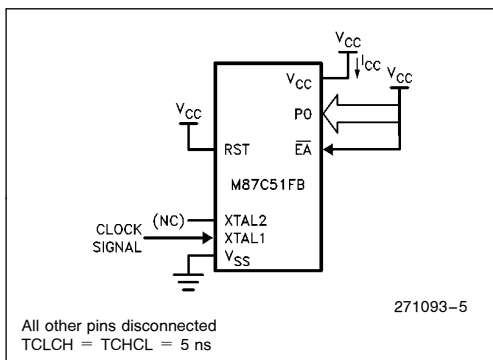 VCC
ICC
VCC
VCC
VCC
P0
RST
EA
M87C51FB
(NC)
XTAL2
CLOCK
SIGNAL
XTAL1
VSS
271093–5
All other pins disconnected
TCLCH = TCHCL = 5 ns